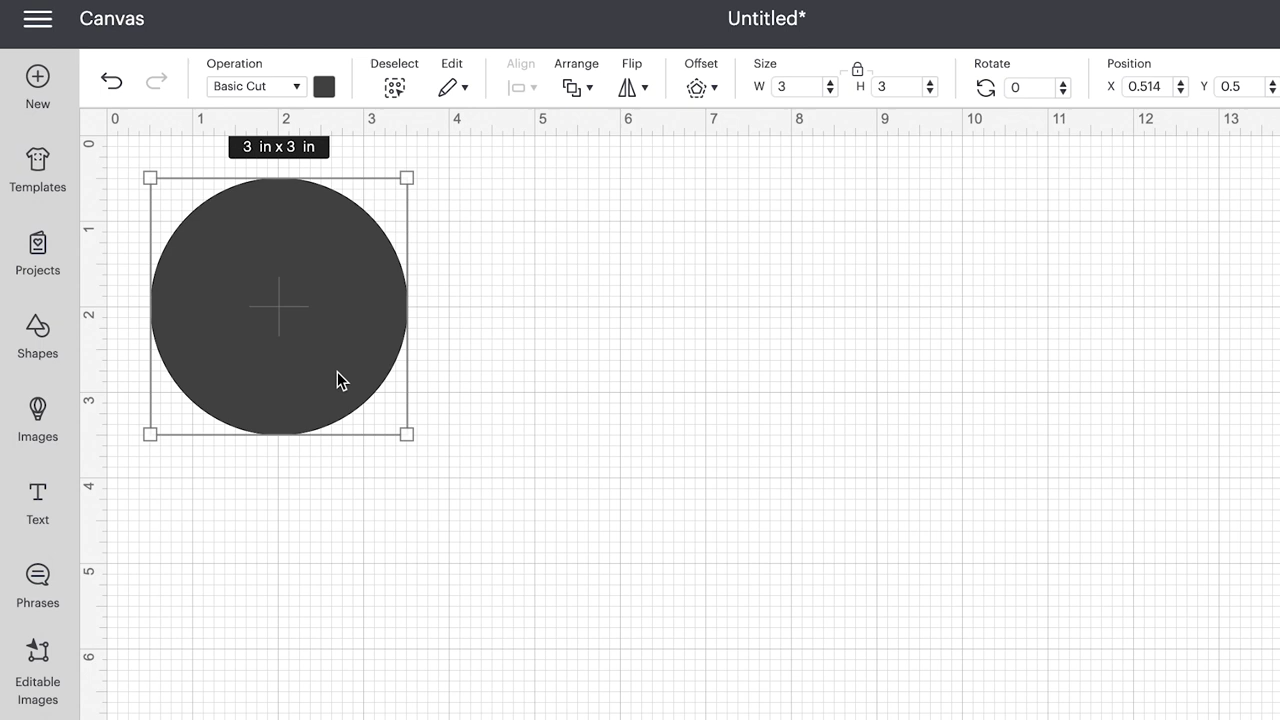 Canvas
Untitled*
Operation
Basic Cut
Deselect
Edit
Align
Arrange
Flip
Offset
Size
W 3
H 3
Rotate
0
Position
X 0.514
Y 0.5
New
Templates
Projects
Shapes
Images
Text
Phrases
Editable
Images
0 1 2 3 4 5 6 7 8 9 10 11 12 13
0
1
2
3
4
5
6
3 in x 3 in